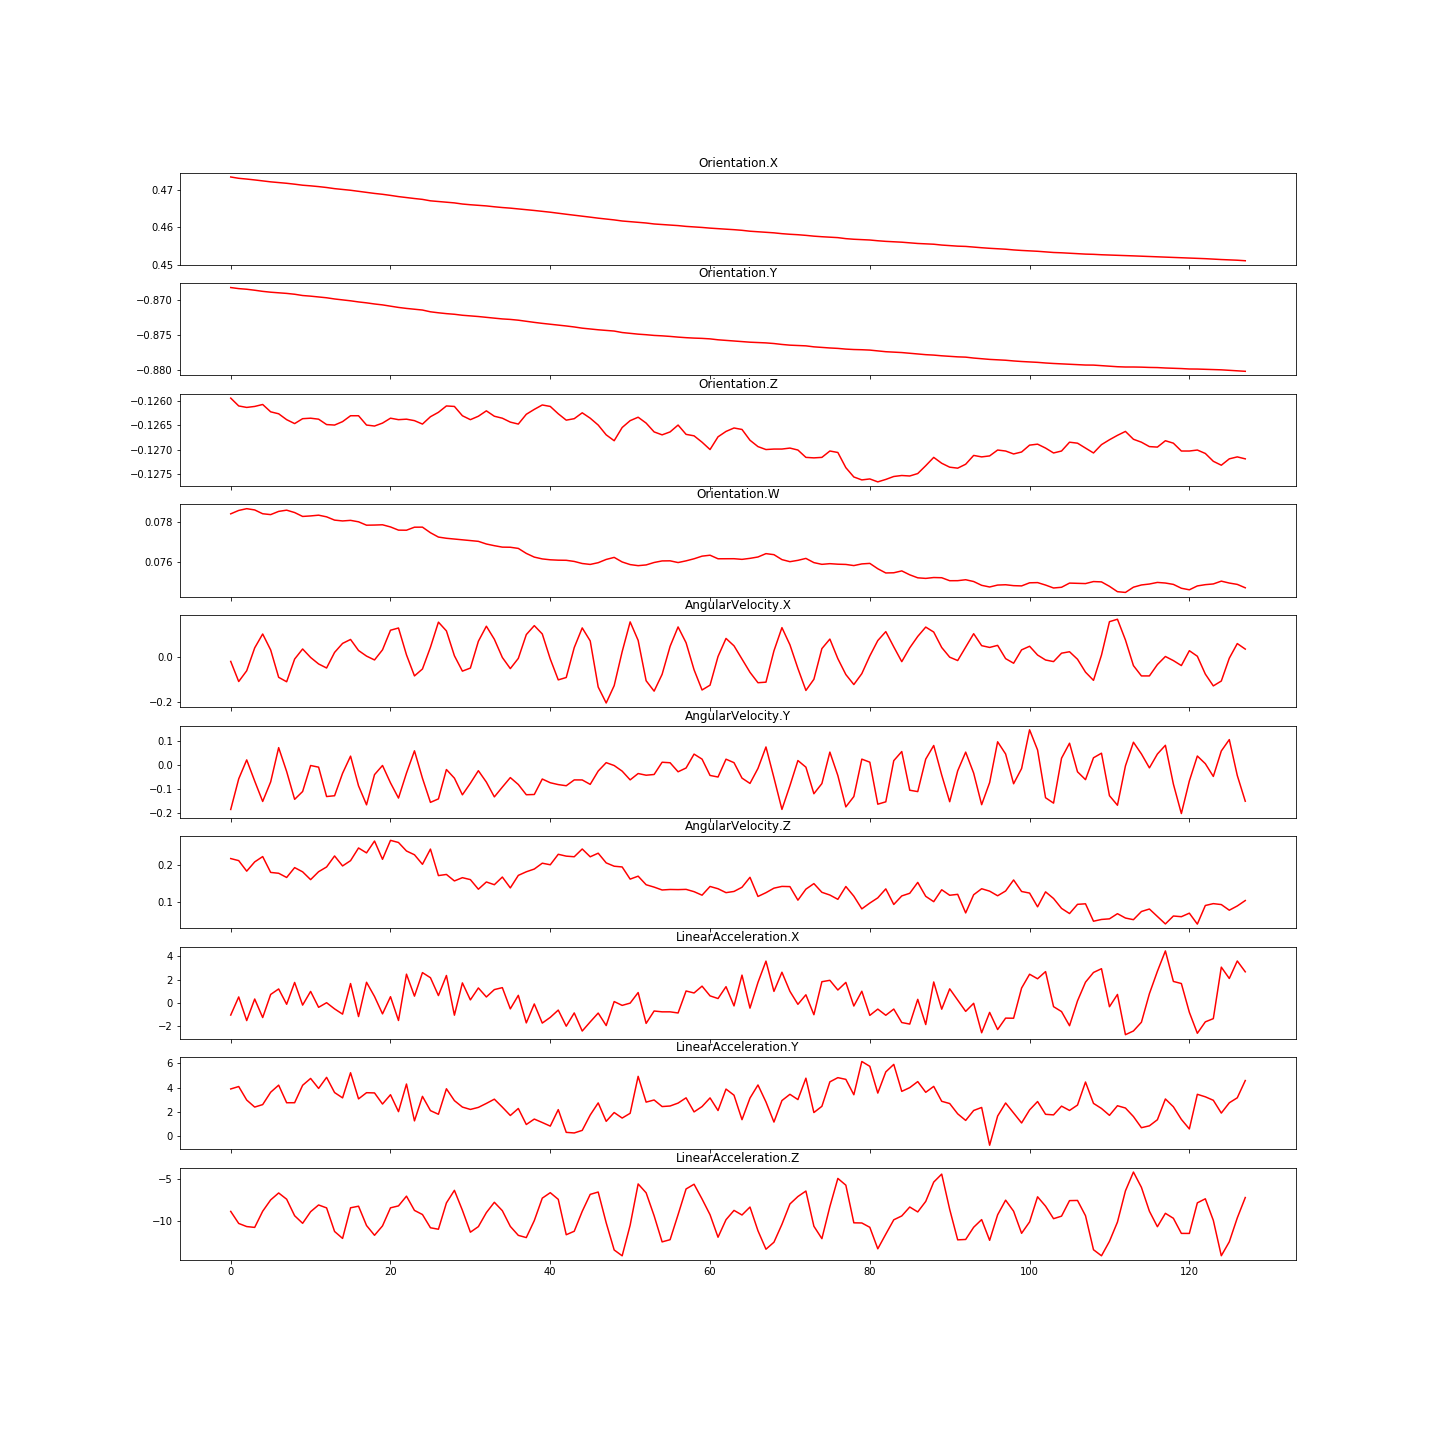 Orientation.X
0.47
0.46
0.45
Orientation.Y
−0.870
−0.875
−0.880
Orientation.Z
−0.1260
−0.1265
−0.1270
−0.1275
Orientation.W
0.078
0.076
AngularVelocity.X
0.0
−0.2
AngularVelocity.Y
0.1
0.0
−0.1
−0.2
AngularVelocity.Z
0.2
0.1
LinearAcceleration.X
4
2
0
−2
LinearAcceleration.Y
6
4
2
0
LinearAcceleration.Z
−5
−10
0 20 40 60 80 100 120